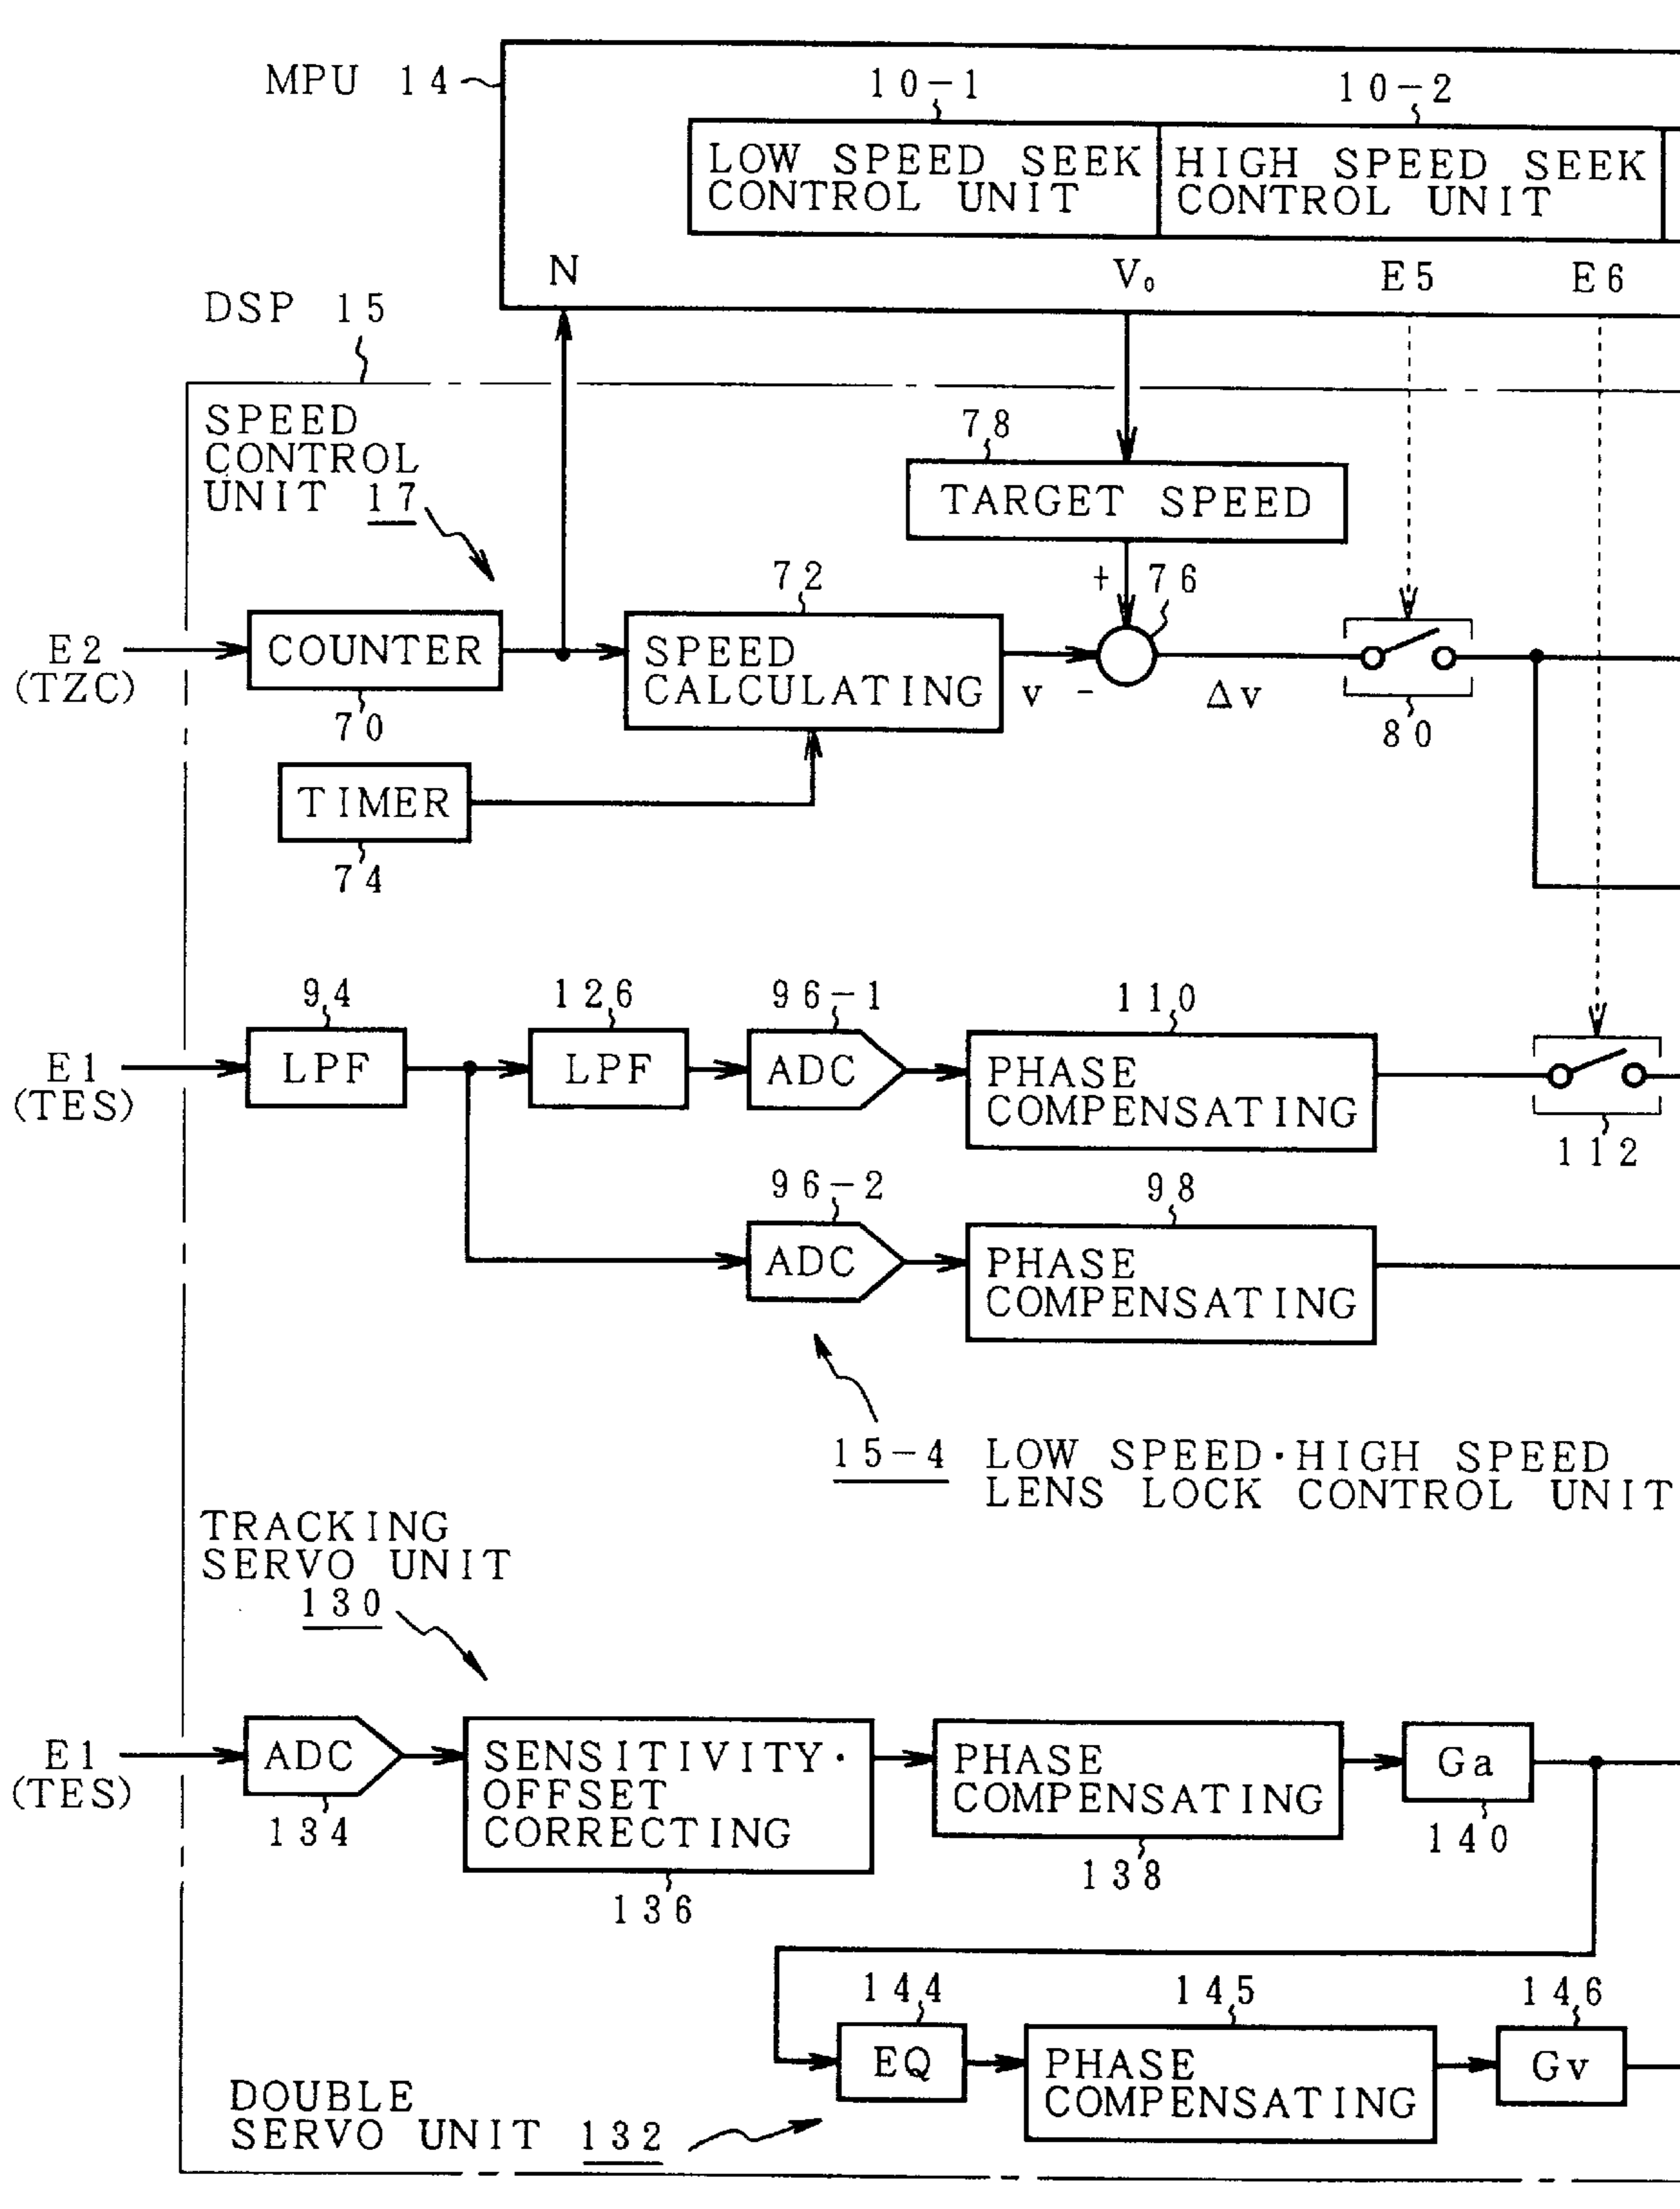 MPU 14
10-1
10-2
LOW SPEED SEEK
CONTROL UNIT
HIGH SPEED SEEK
CONTROL UNIT
N
V₀
E5
E6
DSP 15
SPEED
CONTROL
UNIT 17
78
TARGET SPEED
+
76
72
E2
(TZC)
COUNTER
70
SPEED
CALCULATING
v
-
Δv
80
TIMER
74
94
126
96-1
110
E1
(TES)
LPF
LPF
ADC
PHASE
COMPENSATING
112
96-2
98
ADC
PHASE
COMPENSATING
15-4 LOW SPEED·HIGH SPEED
LENS LOCK CONTROL UNIT
TRACKING
SERVO UNIT
130
E1
(TES)
ADC
134
SENSITIVITY·
OFFSET
CORRECTING
136
PHASE
COMPENSATING
138
Ga
140
144
145
146
EQ
PHASE
COMPENSATING
Gv
DOUBLE
SERVO UNIT 132